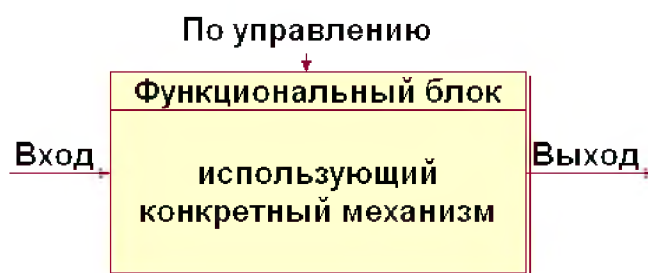 По управлению
Функциональный блок
Вход
использующий
конкретный механизм
Выход